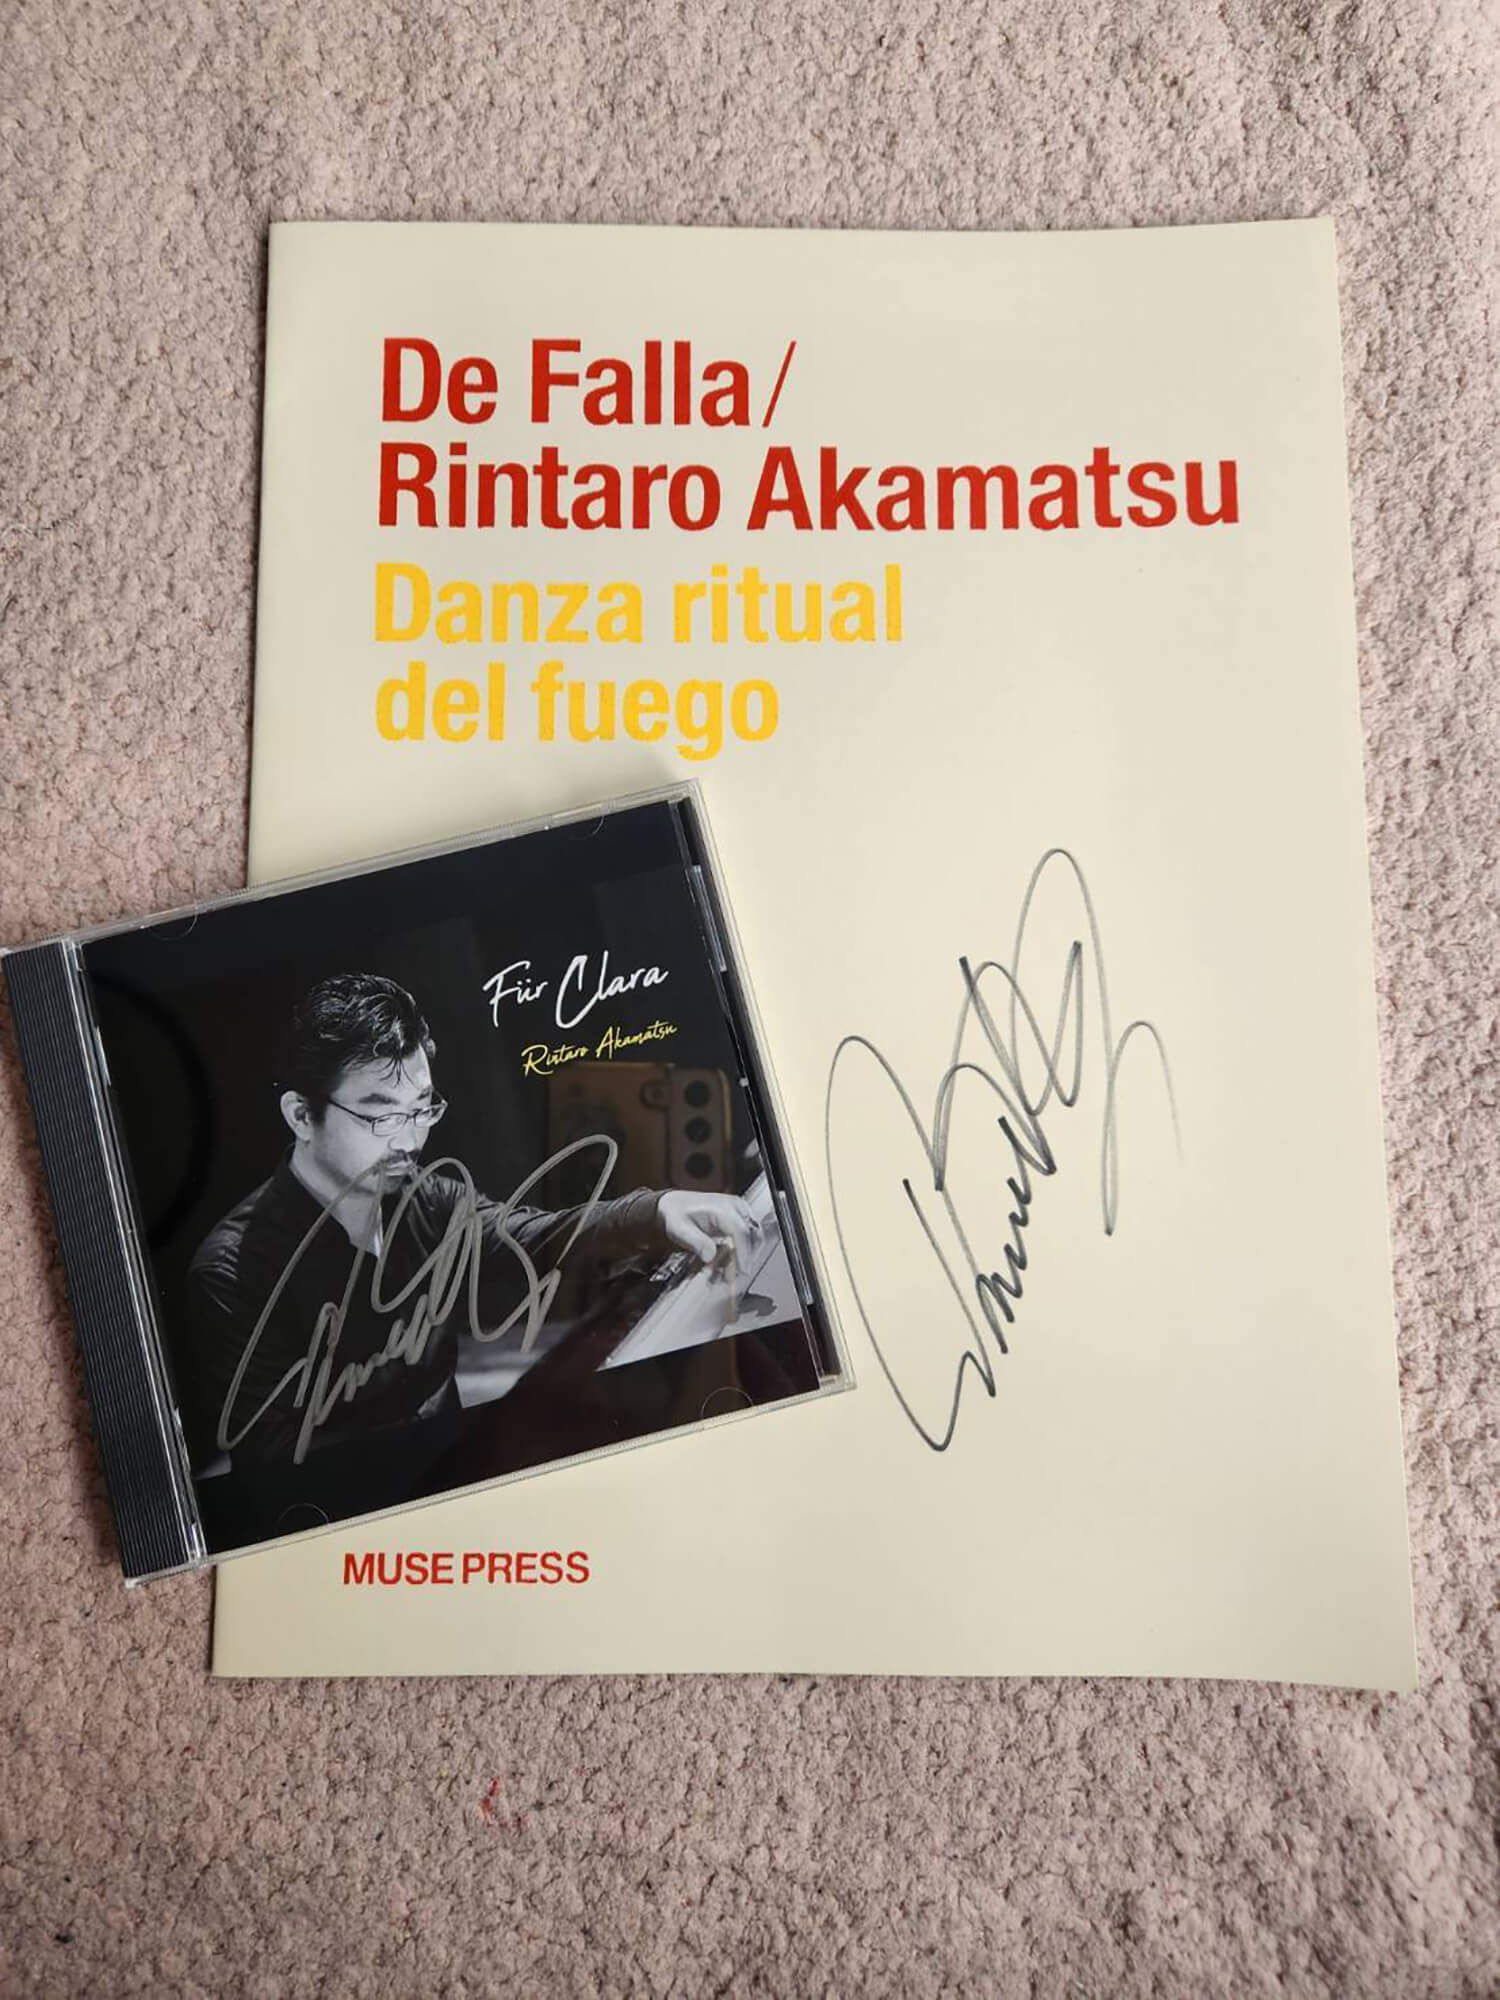 De Falla/
Rintaro Akamatsu
Danza ritual
del fuego
Für Clara
Rintaro Akamatsu
MUSE PRESS